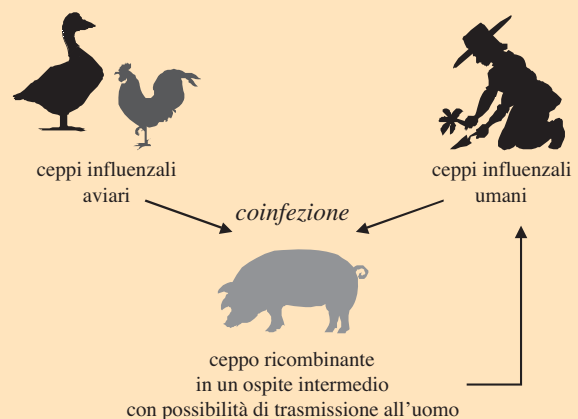 ceppi influenzali
aviari
ceppi influenzali
umani
coinfezione
ceppo ricombinante
in un ospite intermedio
con possibilità di trasmissione all’uomo